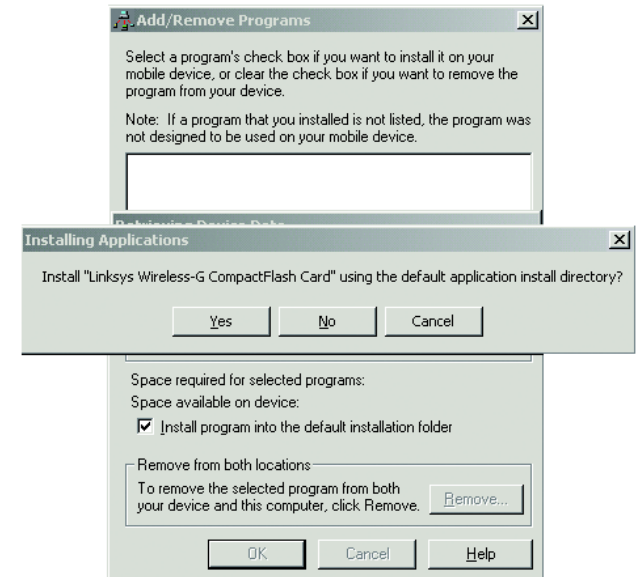 Add/Remove Programs
Select a program's check box if you want to install it on your
mobile device, or clear the check box if you want to remove the
program from your device.
Note: If a program that you installed is not listed, the program was
not designed to be used on your mobile device.
Retrieving Device Data
Installing Applications
Install "Linksys Wireless-G CompactFlash Card" using the default application install directory?
Yes
No
Cancel
Space required for selected programs:
Space available on device:
Install program into the default installation folder
Remove from both locations
To remove the selected program from both
your device and this computer, click Remove.
Remove...
OK
Cancel
Help